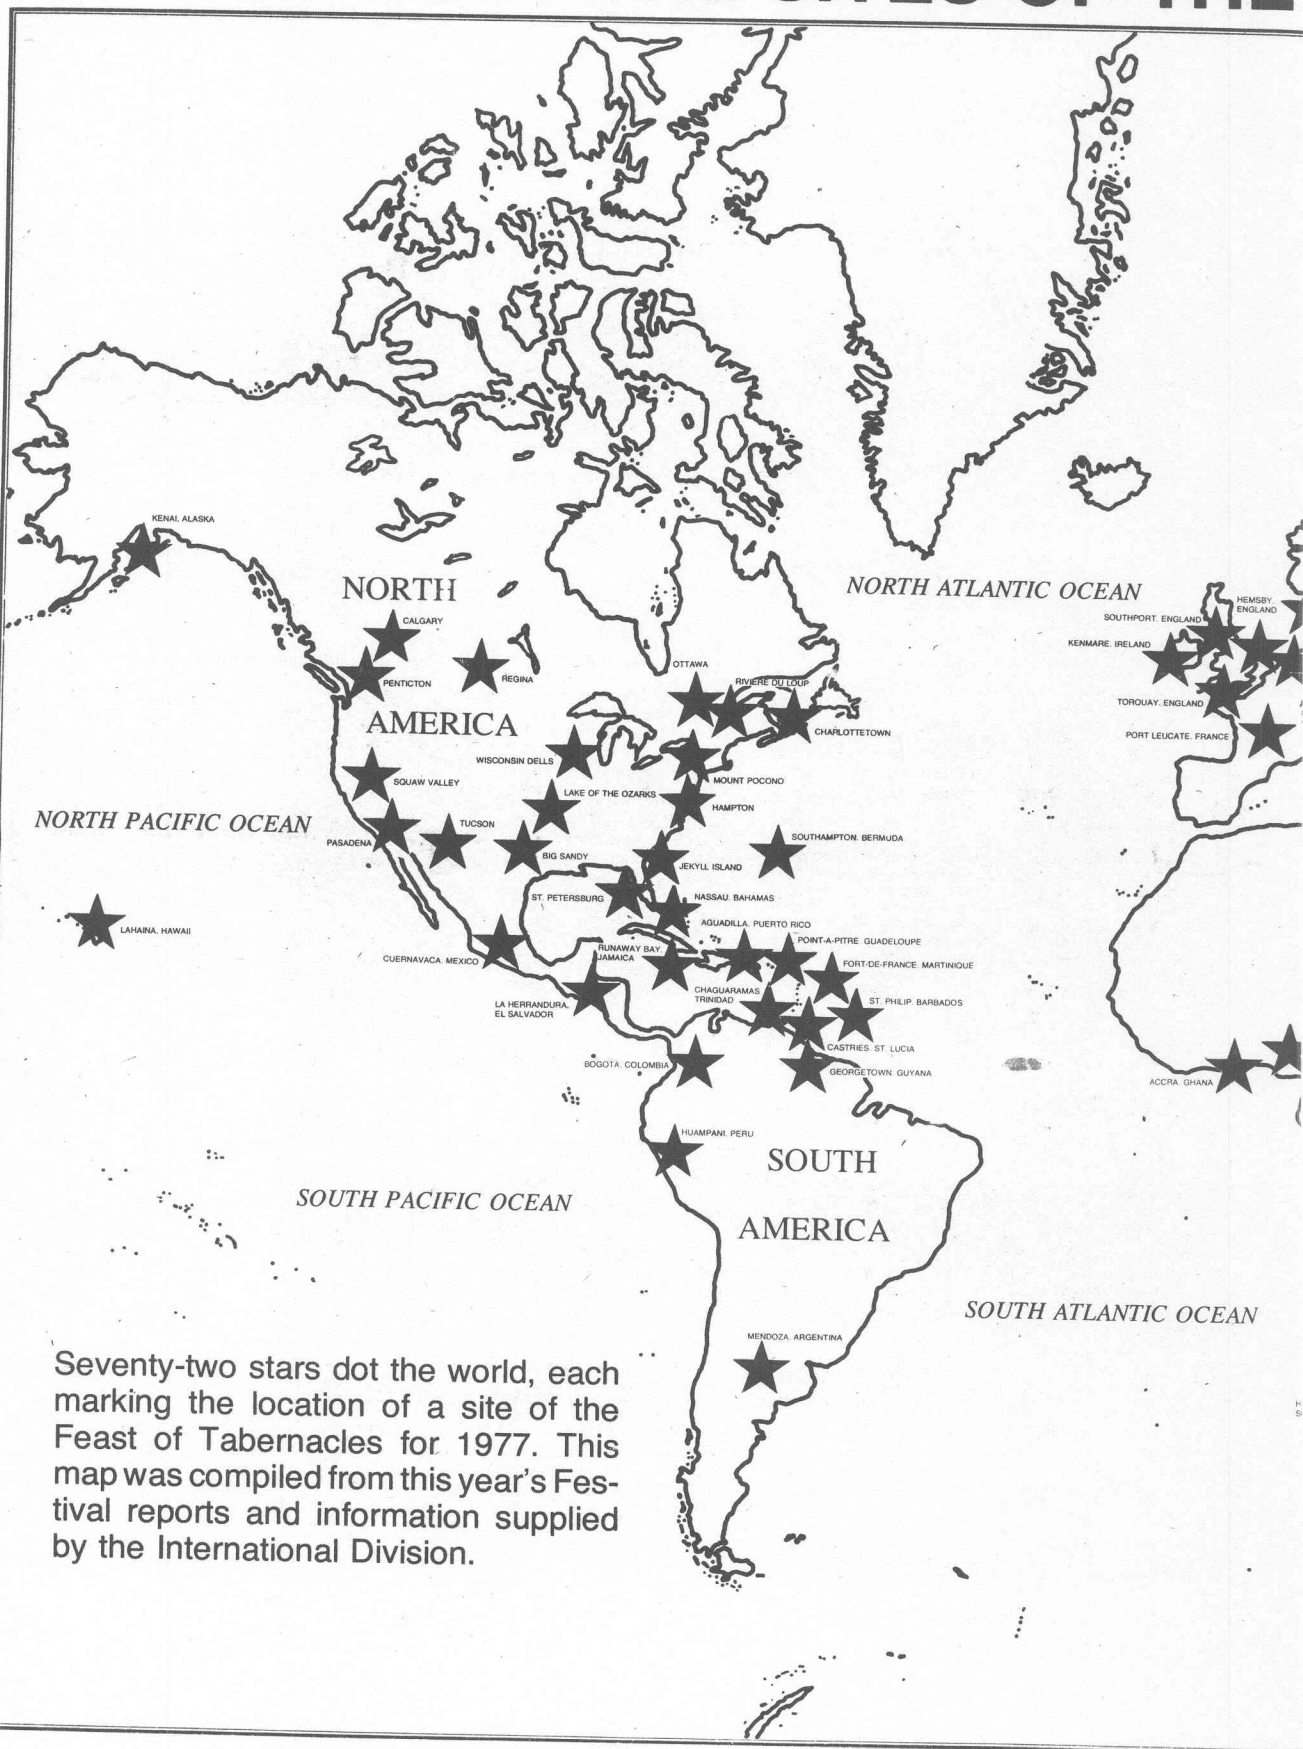 KENAI, ALASKA
NORTH
AMERICA
CALGARY
PENTICTON
REGINA
OTTAWA
RIVIERE DU LOUP
CHARLOTTETOWN
WISCONSIN DELLS
MOUNT POCONO
SQUAW VALLEY
LAKE OF THE OZARKS
HAMPTON
PASADENA
TUCSON
BIG SANDY
JEKYLL ISLAND
SOUTHAMPTON, BERMUDA
ST. PETERSBURG
NASSAU, BAHAMAS
LAHAINA, HAWAII
CUERNAVACA, MEXICO
AGUADILLA, PUERTO RICO
RUNAWAY BAY,
JAMAICA
POINT-A-PITRE GUADELOUPE
FORT-DE-FRANCE, MARTINIQUE
LA HERRANDURA,
EL SALVADOR
CHAGUARAMAS
TRINIDAD
ST. PHILIP, BARBADOS
CASTRIES ST LUCIA
BOGOTA, COLOMBIA
GEORGETOWN, GUYANA
HUAMPANI, PERU
SOUTH
AMERICA
MENDOZA, ARGENTINA
NORTH ATLANTIC OCEAN
HEMSBY,
ENGLAND
SOUTHPORT, ENGLAND
KENMARE, IRELAND
TORQUAY, ENGLAND
PORT LEUCATE, FRANCE
ACCRA, GHANA
NORTH PACIFIC OCEAN
SOUTH PACIFIC OCEAN
SOUTH ATLANTIC OCEAN
Seventy-two stars dot the world, each
marking the location of a site of the
Feast of Tabernacles for 1977. This
map was compiled from this year's Fes-
tival reports and information supplied
by the International Division.